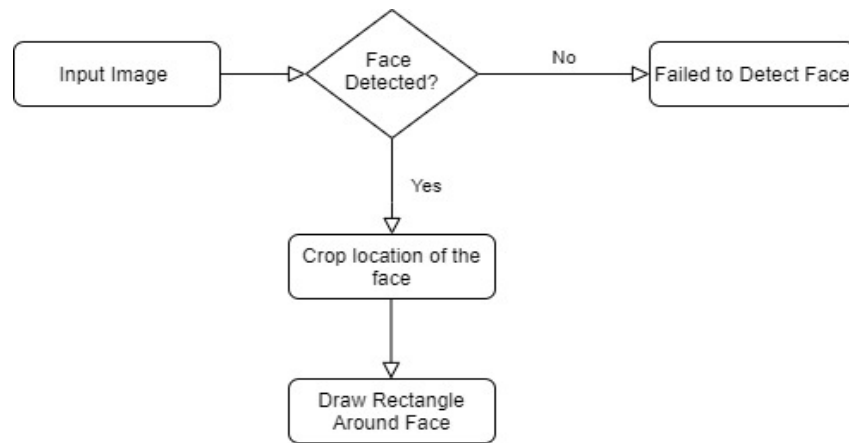 Input Image
Face
Detected?
No
Failed to Detect Face
Yes
Crop location of the
face
Draw Rectangle
Around Face